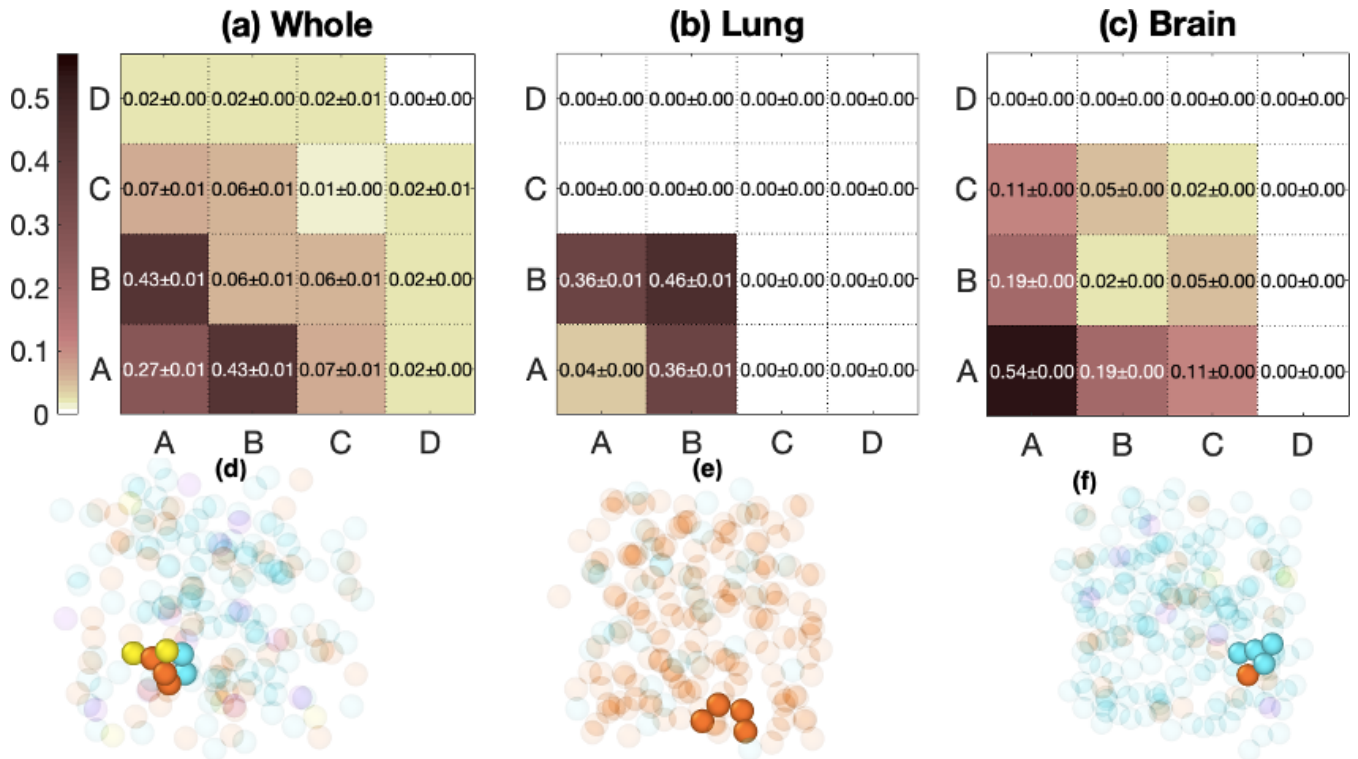 (a) Whole (b) Lung (c) Brain
0.5 D 0.02±0.00 0.02±0.00 0.02±0.01 0.00±0.00 D 0.00±0.00 0.00±0.00 0.00±0.00 0.00±0.00 D 0.00±0.00 0.00±0.00 0.00±0.00 0.00±0.00
0.4
0.3 C 0.07±0.01 0.06±0.01 0.01±0.00 0.02±0.01 C 0.00±0.00 0.00±0.00 0.00±0.00 0.00±0.00 C 0.11±0.00 0.05±0.00 0.02±0.00 0.00±0.00
0.2 B 0.43±0.01 0.06±0.01 0.06±0.01 0.02±0.00 B 0.36±0.01 0.46±0.01 0.00±0.00 0.00±0.00 B 0.19±0.00 0.02±0.00 0.05±0.00 0.00±0.00
0.1 A 0.27±0.01 0.43±0.01 0.07±0.01 0.02±0.00 A 0.04±0.00 0.36±0.01 0.00±0.00 0.00±0.00 A 0.54±0.00 0.19±0.00 0.11±0.00 0.00±0.00
0
A B C D A B C D A B C D
(d) (e) (f)